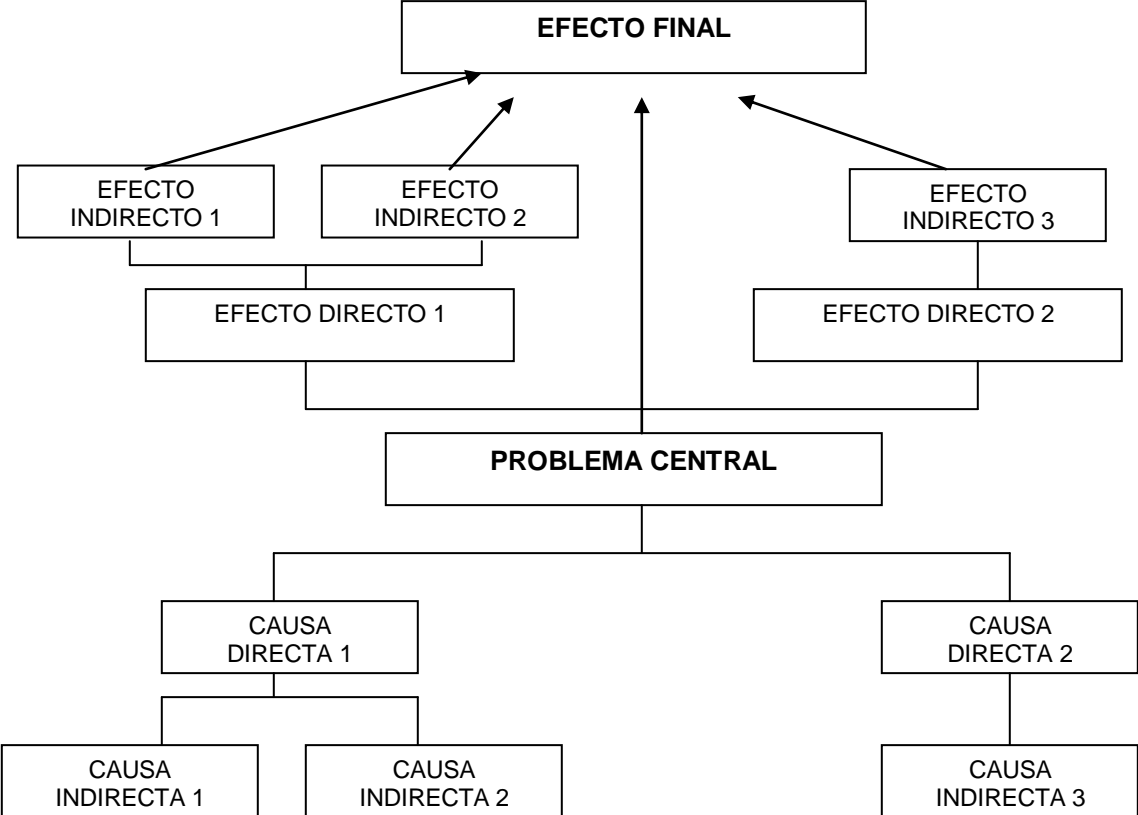 EFECTO FINAL
EFECTO
INDIRECTO 1
EFECTO
INDIRECTO 2
EFECTO
INDIRECTO 3
EFECTO DIRECTO 1
EFECTO DIRECTO 2
PROBLEMA CENTRAL
CAUSA
DIRECTA 1
CAUSA
DIRECTA 2
CAUSA
INDIRECTA 1
CAUSA
INDIRECTA 2
CAUSA
INDIRECTA 3